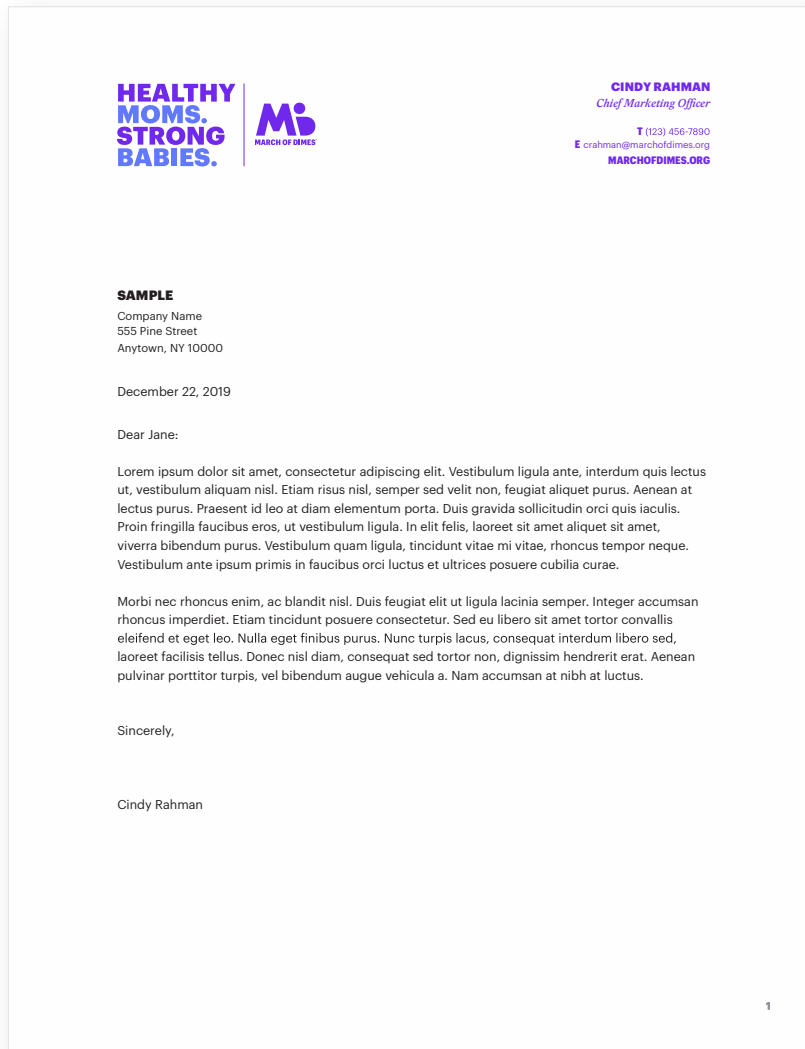 HEALTHY
MOMS.
STRONG
BABIES.
MARCH OF DIMES
CINDY RAHMAN
Chief Marketing Officer
T (123) 456-7890
E crahman@marchofdimes.org
MARCHOFDIMES.ORG
SAMPLE
Company Name
555 Pine Street
Anytown, NY 10000
December 22, 2019
Dear Jane:
Lorem ipsum dolor sit amet, consectetur adipiscing elit. Vestibulum ligula ante, interdum quis lectus
ut, vestibulum aliquam nisl. Etiam risus nisl, semper sed velit non, feugiat aliquet purus. Aenean at
lectus purus. Praesent id leo at diam elementum porta. Duis gravida sollicitudin orci quis iaculis.
Proin fringilla faucibus eros, ut vestibulum ligula. In elit felis, laoreet sit amet aliquet sit amet,
viverra bibendum purus. Vestibulum quam ligula, tincidunt vitae mi vitae, rhoncus tempor neque.
Vestibulum ante ipsum primis in faucibus orci luctus et ultrices posuere cubilia curae.
Morbi nec rhoncus enim, ac blandit nisl. Duis feugiat elit ut ligula lacinia semper. Integer accumsan
rhoncus imperdiet. Etiam tincidunt posuere consectetur. Sed eu libero sit amet tortor convallis
eleifend et eget leo. Nulla eget finibus purus. Nunc turpis lacus, consequat interdum libero sed,
laoreet facilisis tellus. Donec nisl diam, consequat sed tortor non, dignissim hendrerit erat. Aenean
pulvinar porttitor turpis, vel bibendum augue vehicula a. Nam accumsan at nibh at luctus.
Sincerely,
Cindy Rahman
1